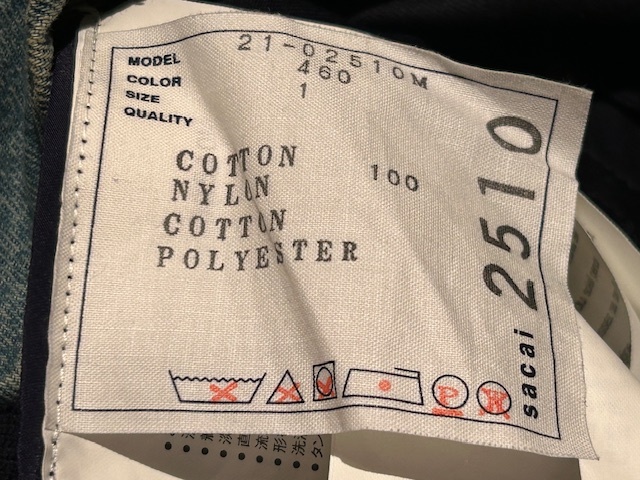 MODEL 21-02510M
COLOR 460
SIZE 1
QUALITY
COTTON 100
NYLON
COTTON
POLYESTER
sacai 2510
P W